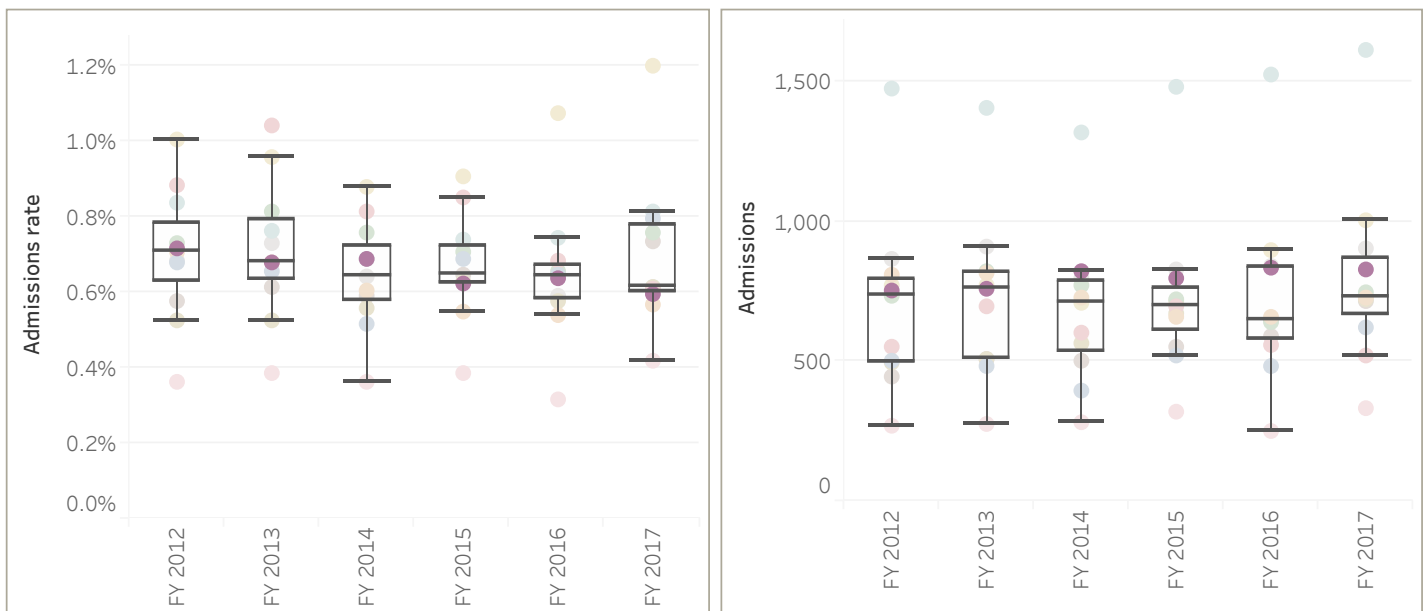 Admissions rate
1.2%
1.0%
0.8%
0.6%
0.4%
0.2%
0.0%
FY 2012
FY 2013
FY 2014
FY 2015
FY 2016
FY 2017
Admissions
1,500
1,000
500
0
FY 2012
FY 2013
FY 2014
FY 2015
FY 2016
FY 2017